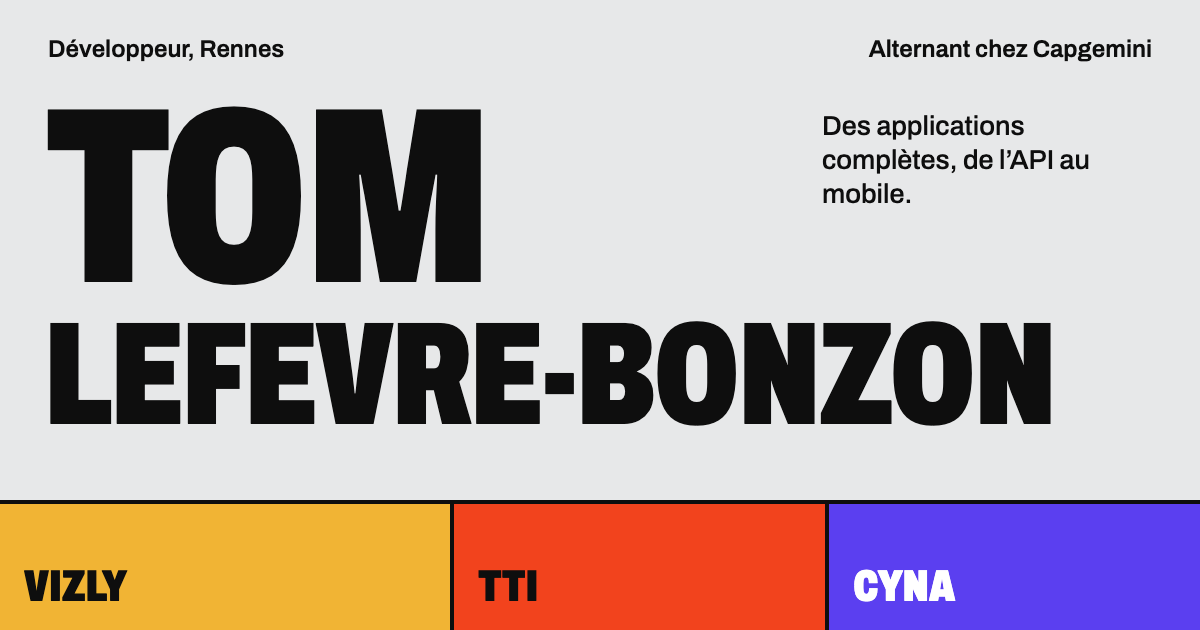 Développeur, Rennes
Alternant chez Capgemini
TOM
Des applications
complètes, de l’API au
mobile.
LEFEVRE-BONZON
VIZLY
TTI
CYNA